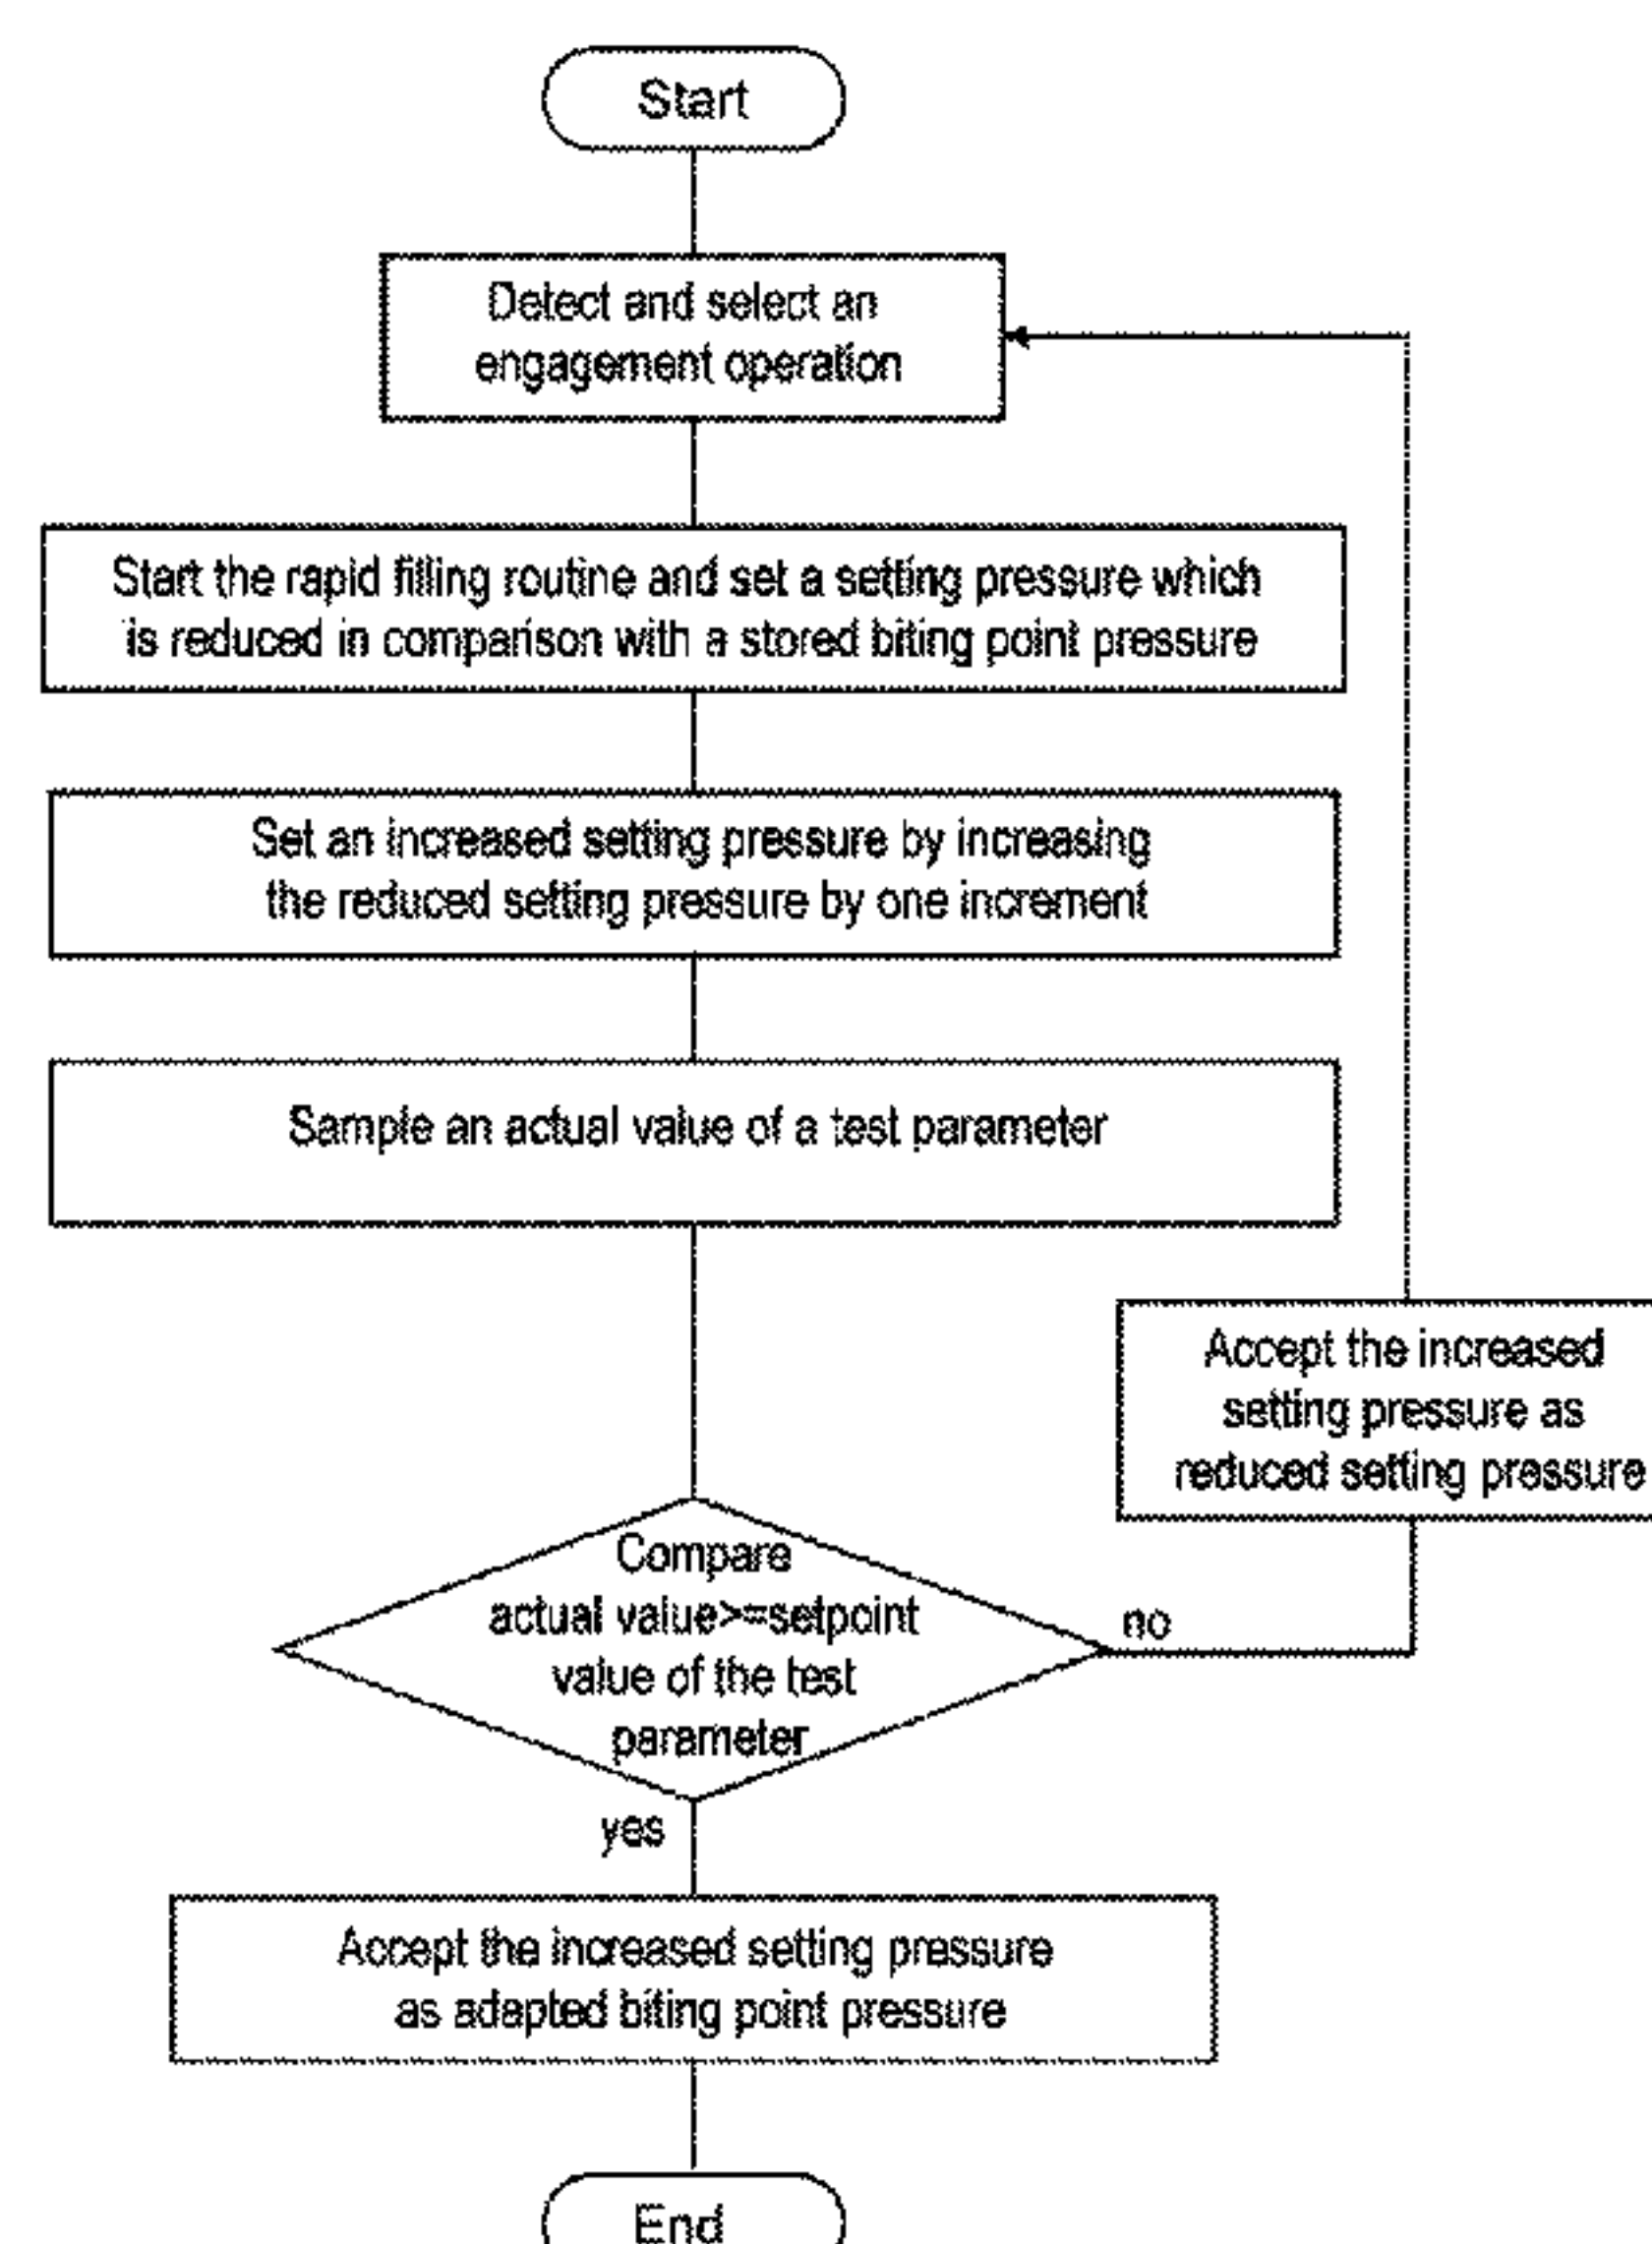 Start
Detect and select an
engagement operation
Start the rapid filling routine and set a setting pressure which
is reduced in comparison with a stored biting point pressure
Set an increased setting pressure by increasing
the reduced setting pressure by one increment
Sample an actual value of a test parameter
Accept the increased
setting pressure as
reduced setting pressure
Compare
actual value>=setpoint
value of the test
parameter
no
yes
Accept the increased setting pressure
as adapted biting point pressure
End